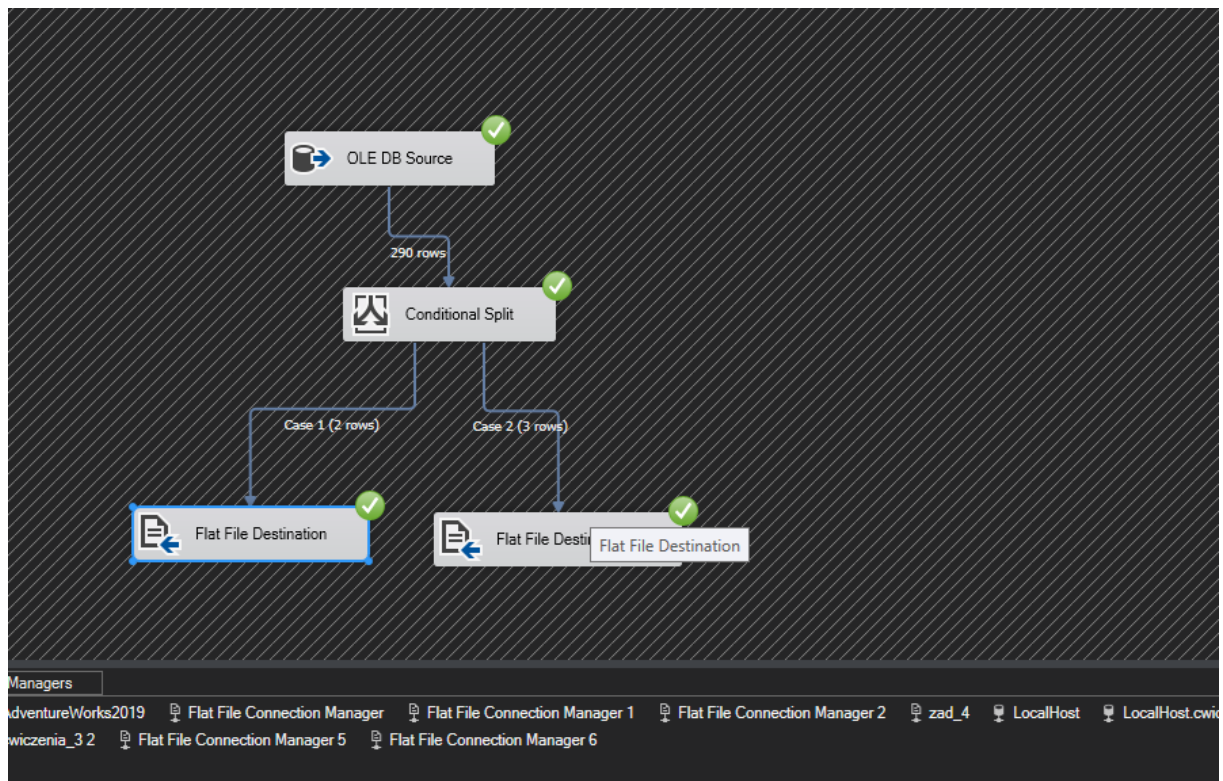 OLE DB Source
290 rows
Conditional Split
Case 1 (2 rows)
Case 2 (3 rows)
Flat File Destination
Flat File Desti
Flat File Destination
Managers
AdventureWorks2019 Flat File Connection Manager Flat File Connection Manager 1 Flat File Connection Manager 2 zad_4 LocalHost LocalHost.cwic
wiczenia_3 2 Flat File Connection Manager 5 Flat File Connection Manager 6